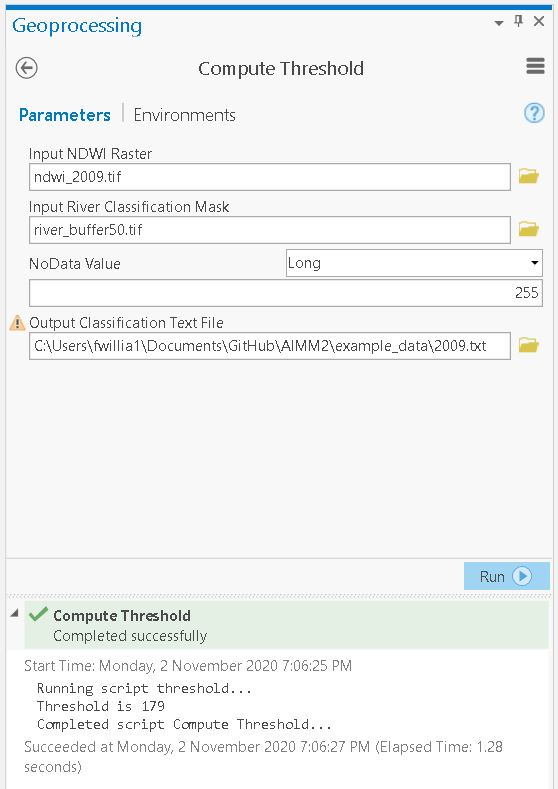 Geoprocessing
Compute Threshold
Parameters | Environments
Input NDWI Raster
ndwi_2009.tif
Input River Classification Mask
river_buffer50.tif
NoData Value
Long
255
Output Classification Text File
C:\Users\fwillia1\Documents\GitHub\AIMM2\example_data\2009.txt
Run
Compute Threshold
Completed successfully
Start Time: Monday, 2 November 2020 7:06:25 PM
Running script threshold...
Threshold is 179
Completed script Compute Threshold...
Succeeded at Monday, 2 November 2020 7:06:27 PM (Elapsed Time: 1.28
seconds)